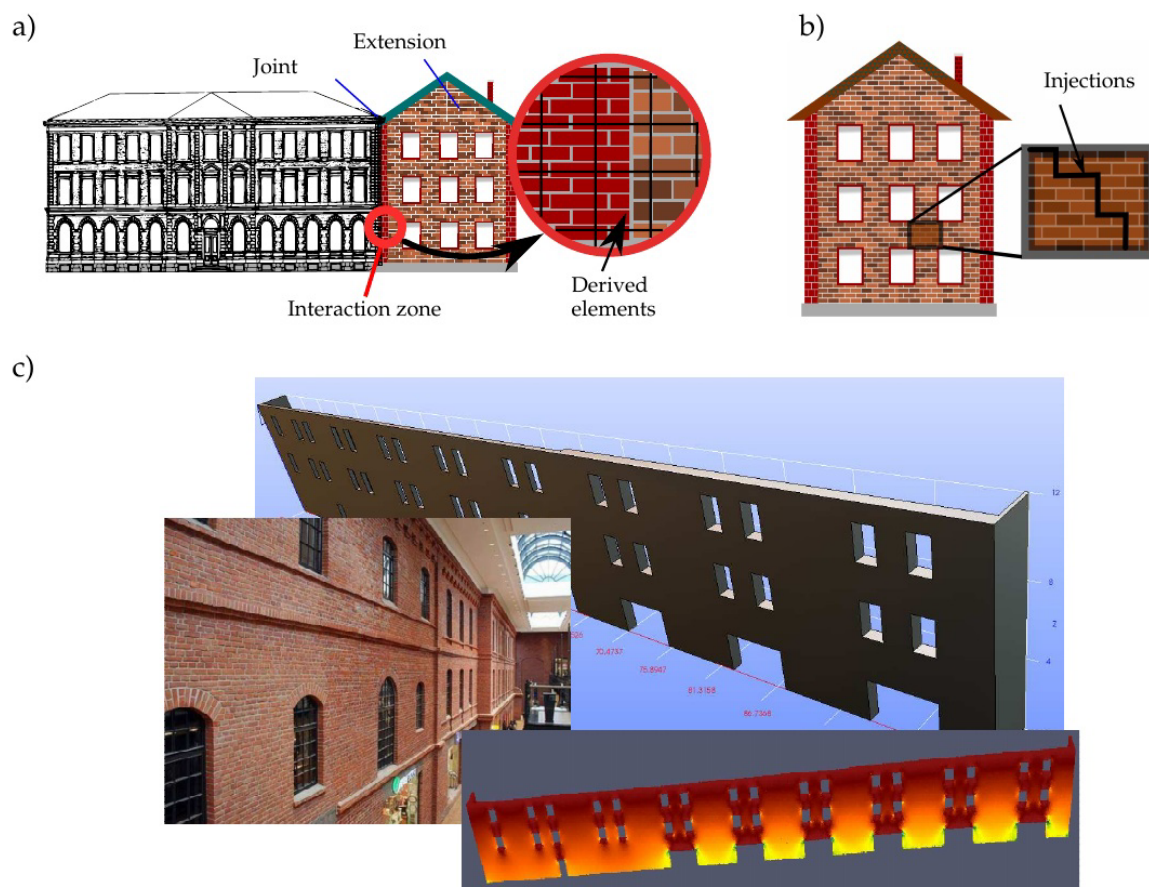 a)
Extension
Joint
Interaction zone
Derived
elements
b)
Injections
c)
12
8
2
4
70.4737
75.8947
81.3158
86.7368